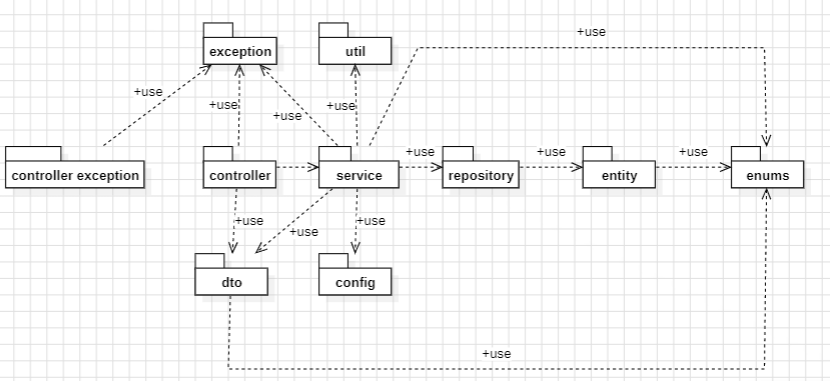 +use
exception
util
+use
+use
+use
+use
+use
+use
+use
controller exception
controller
service
repository
entity
enums
+use
+use
+use
dto
config
+use